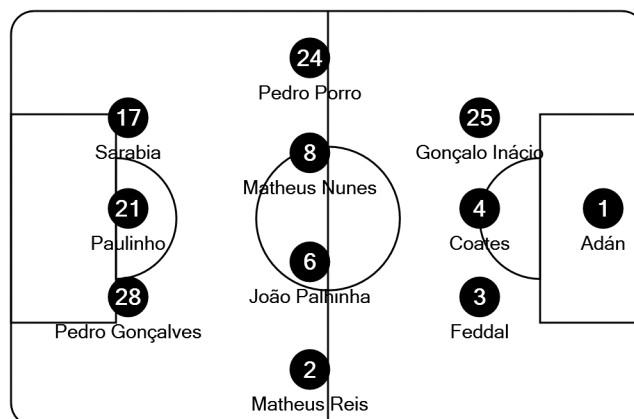 24
Pedro Porro
17
Sarabia
25
Gonçalo Inácio
8
Matheus Nunes
21
Paulinho
4
Coates
1
Adán
6
João Palhinha
28
Pedro Gonçalves
3
Feddal
2
Matheus Reis